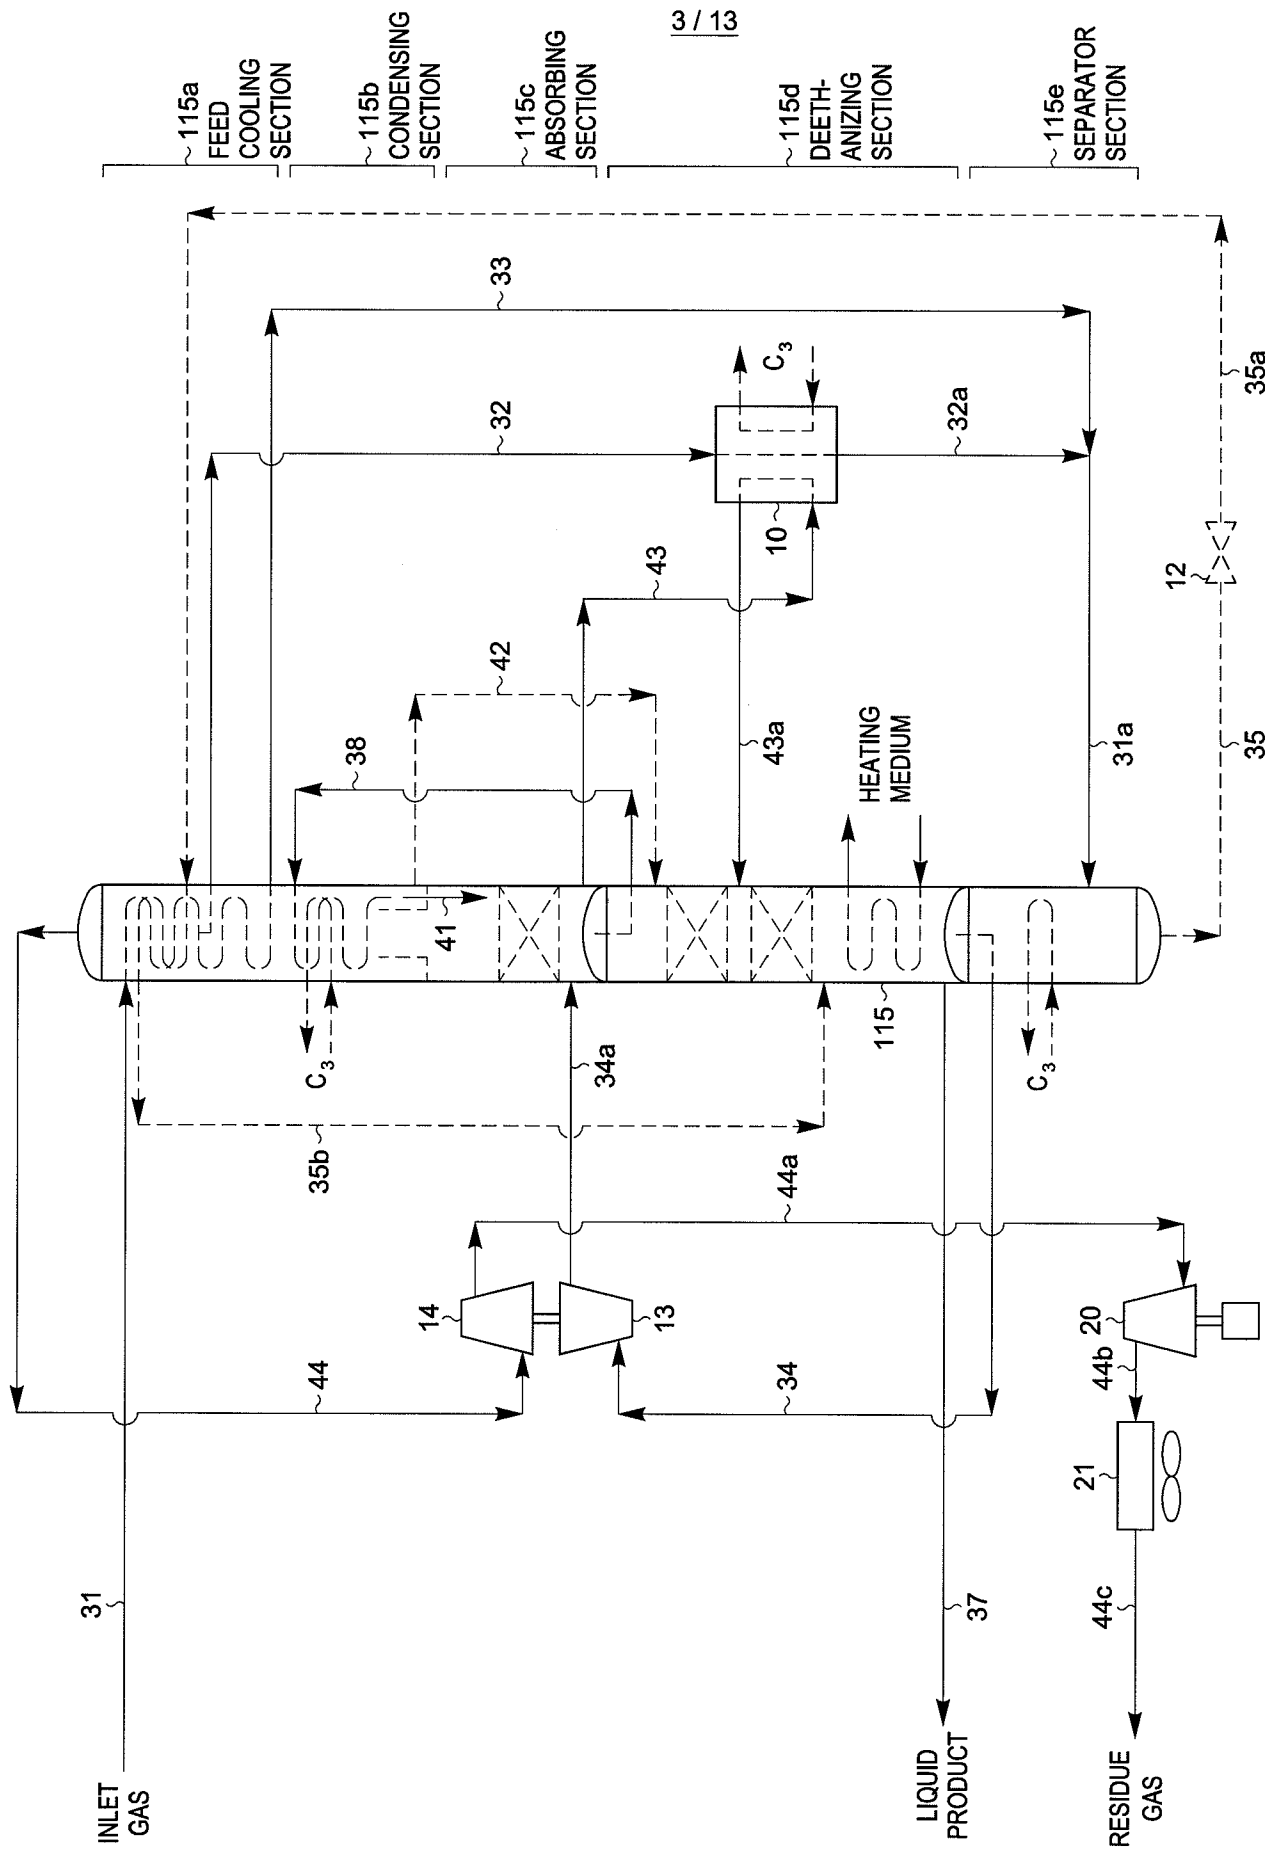 3 / 13
115a
FEED
COOLING
SECTION
115b
CONDENSING
SECTION
115c
ABSORBING
SECTION
115d
DEETH-
ANIZING
SECTION
115e
SEPARATOR
SECTION
33
32
C3
32a
35a
10
43
12
42
38
43a
HEATING
MEDIUM
31a
35
41
115
C3
34a
C3
35b
44a
14
13
20
44b
44
34
21
31
37
44c
INLET
GAS
LIQUID
PRODUCT
RESIDUE
GAS